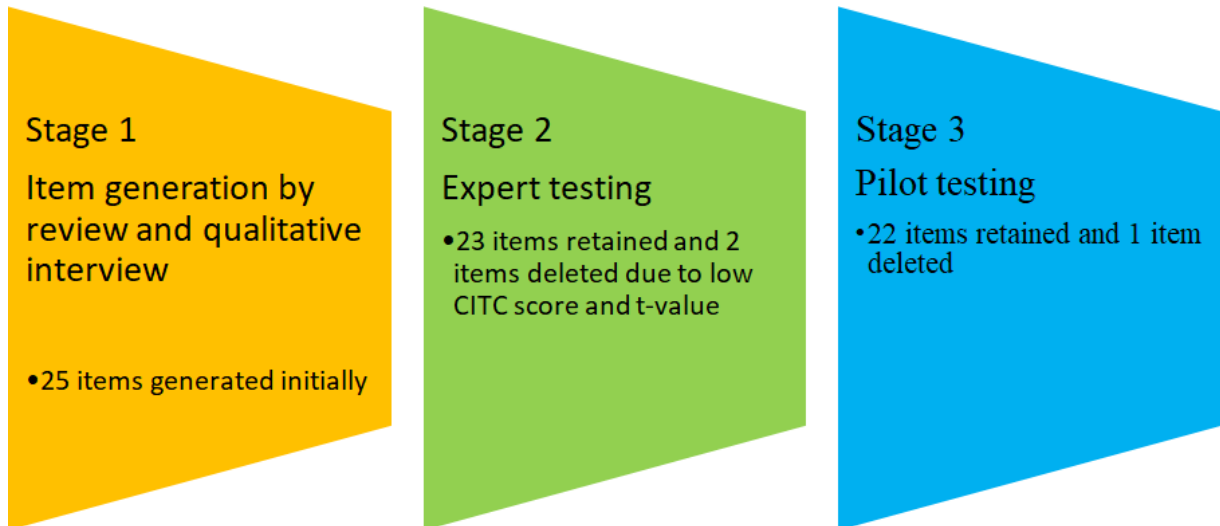 Stage 1
Item generation by
review and qualitative
interview
•25 items generated initially
Stage 2
Expert testing
•23 items retained and 2
items deleted due to low
CITC score and t-value
Stage 3
Pilot testing
•22 items retained and 1 item
deleted